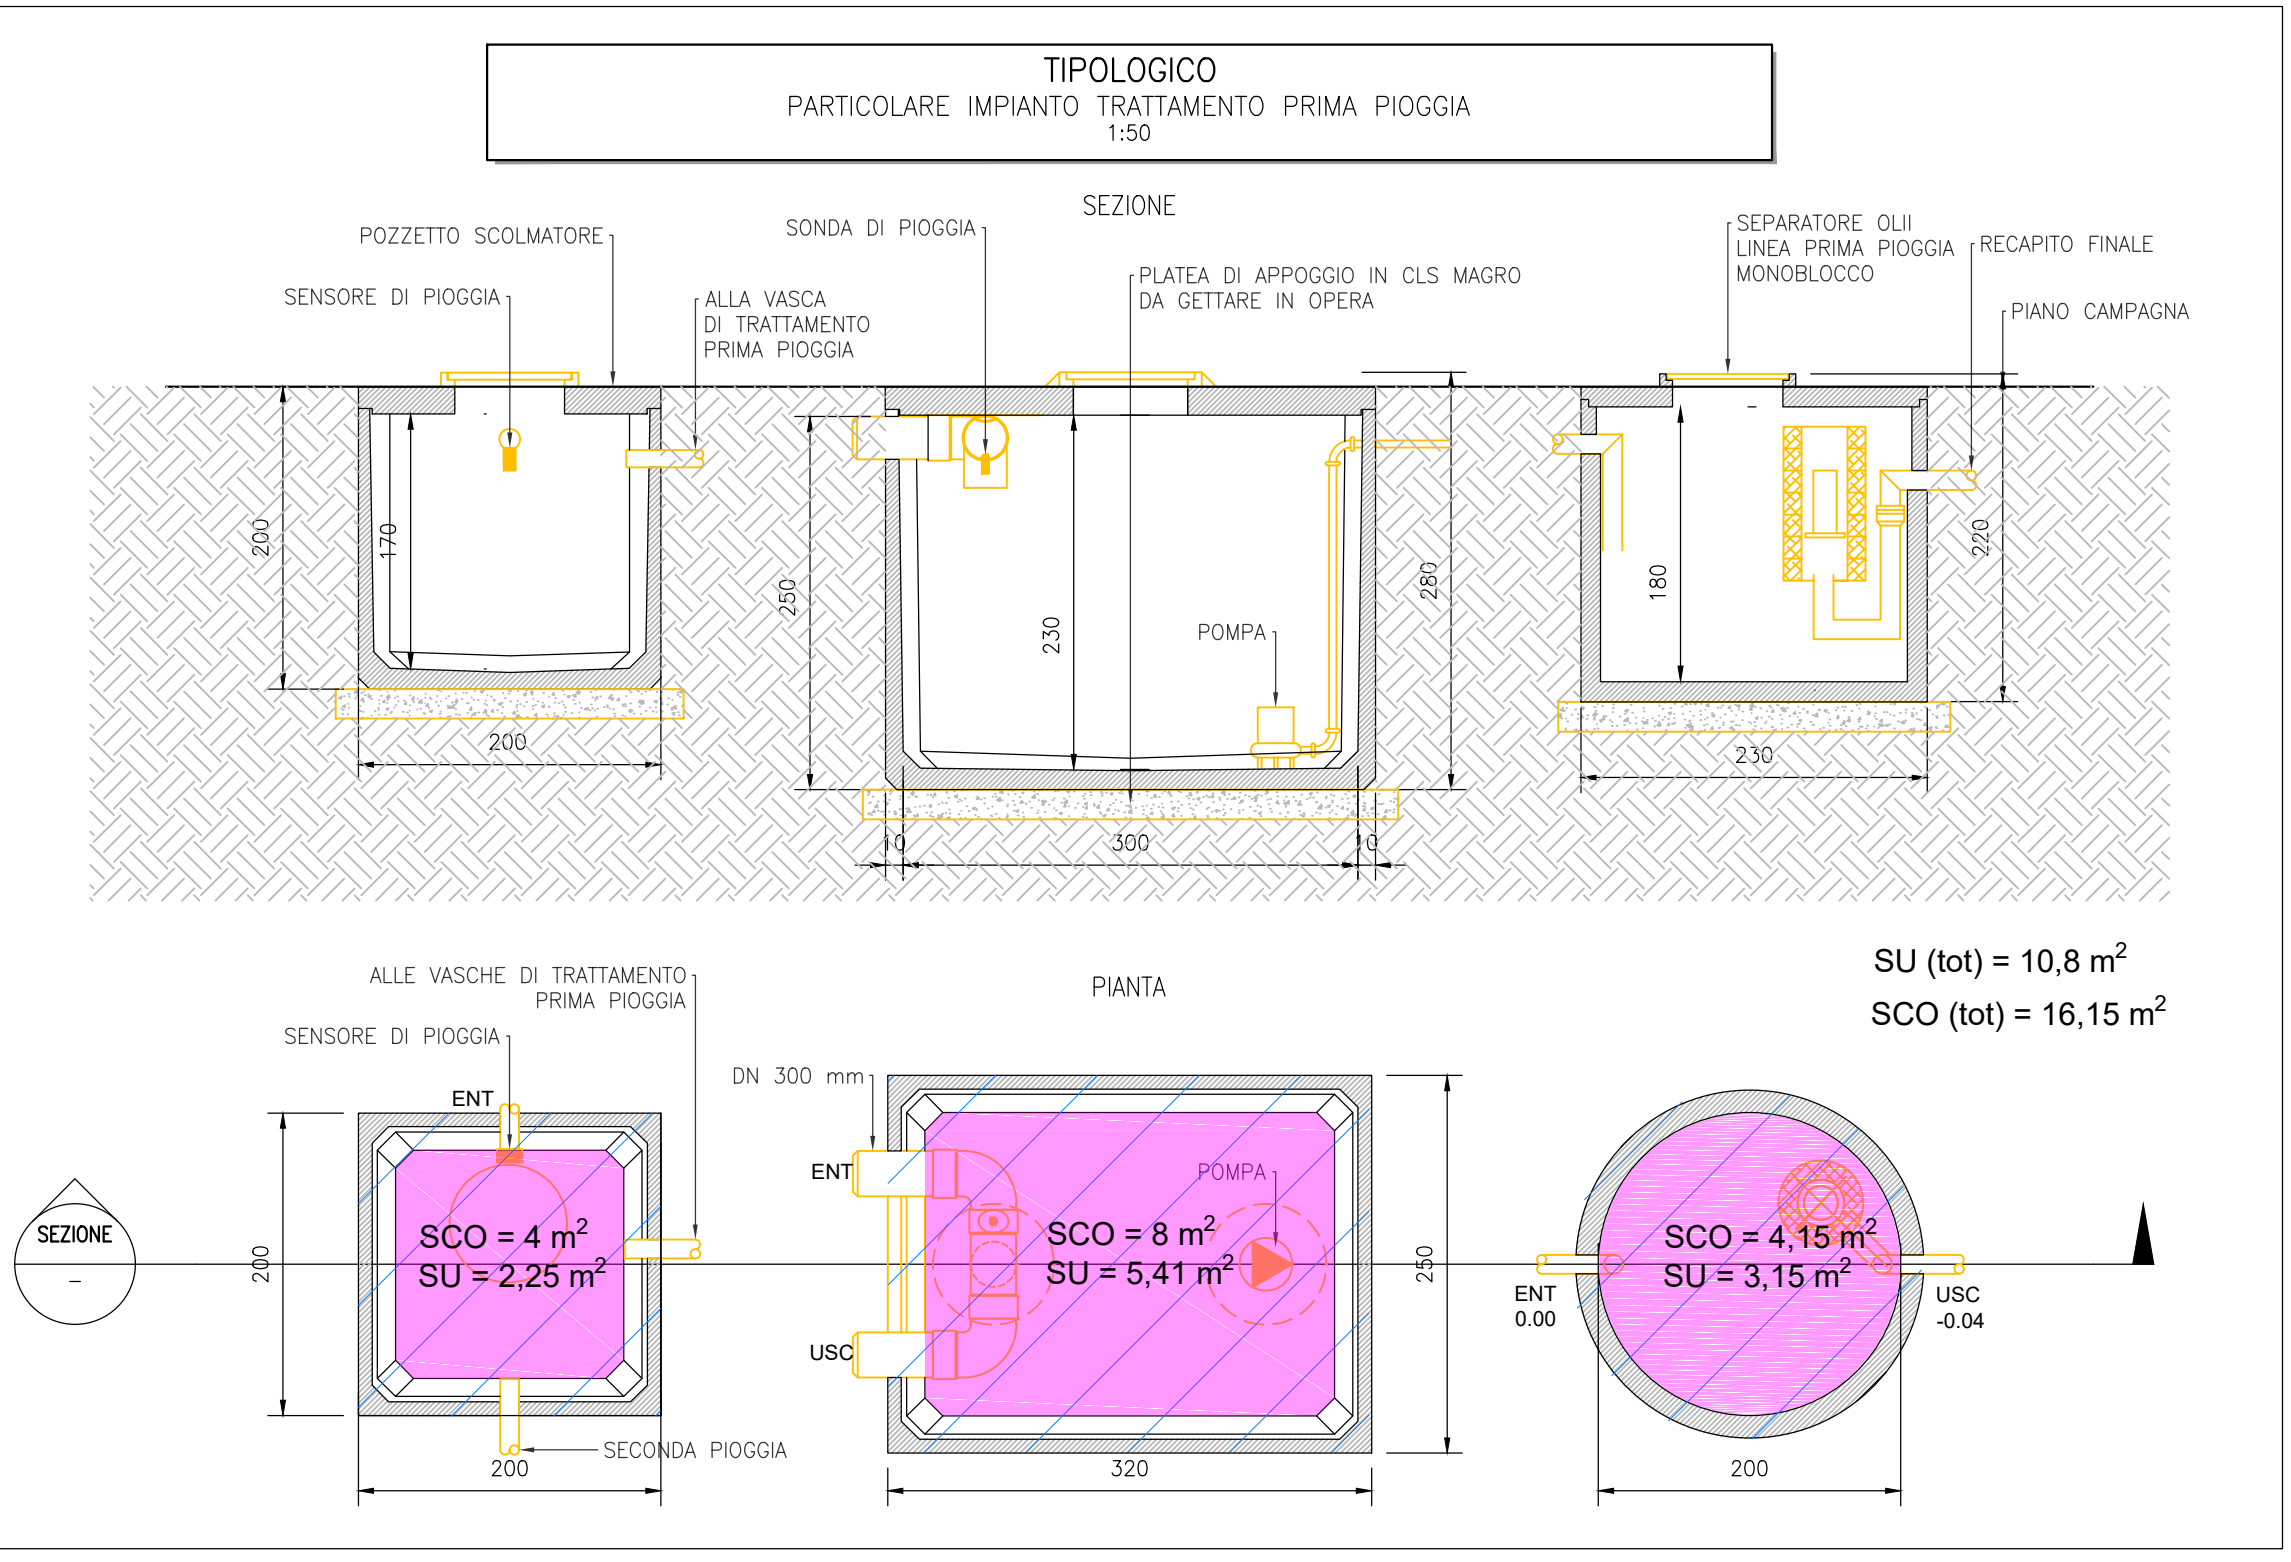 TIPOLOGICO
PARTICOLARE IMPIANTO TRATTAMENTO PRIMA PIOGGIA
1:50
SEZIONE
POZZETTO SCOLMATORE
SENSORE DI PIOGGIA
ALLA VASCA
DI TRATTAMENTO
PRIMA PIOGGIA
SONDA DI PIOGGIA
PLATEA DI APPOGGIO IN CLS MAGRO
DA GETTARE IN OPERA
SEPARATORE OLII
LINEA PRIMA PIOGGIA
MONOBLOCCO
RECAPITO FINALE
PIANO CAMPAGNA
200
170
200
250
230
280
POMPA
10
300
10
180
220
230
SU (tot) = 10,8 m²
SCO (tot) = 16,15 m²
PIANTA
ALLE VASCHE DI TRATTAMENTO
PRIMA PIOGGIA
SENSORE DI PIOGGIA
ENT
DN 300 mm
SEZIONE
–
200
SCO = 4 m²
SU = 2,25 m²
SECONDA PIOGGIA
200
ENT
USC
POMPA
SCO = 8 m²
SU = 5,41 m²
250
320
SCO = 4,15 m²
SU = 3,15 m²
ENT
0.00
USC
-0.04
200